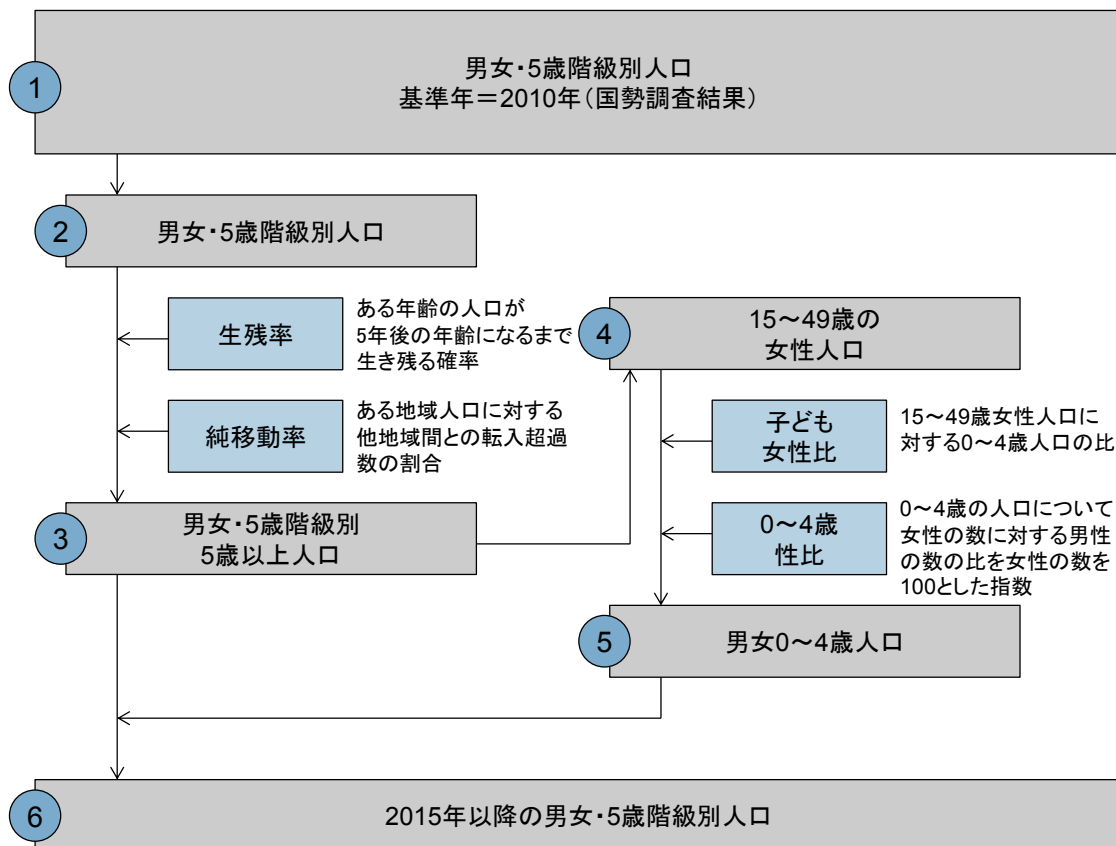 1
男女・5歳階級別人口
基準年＝2010年（国勢調査結果）
2
男女・5歳階級別人口
生残率
ある年齢の人口が
5年後の年齢になるまで
生き残る確率
純移動率
ある地域人口に対する
他地域間との転入超過
数の割合
3
男女・5歳階級別
5歳以上人口
4
15～49歳の
女性人口
子ども
女性比
15～49歳女性人口に
対する0～4歳人口の比
0～4歳
性比
0～4歳の人口について
女性の数に対する男性
の数の比を女性の数を
100とした指数
5
男女0～4歳人口
6
2015年以降の男女・5歳階級別人口